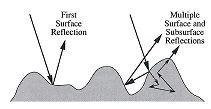 First
Surface
Reflection
Multiple
Surface and
Subsurface
Reflections